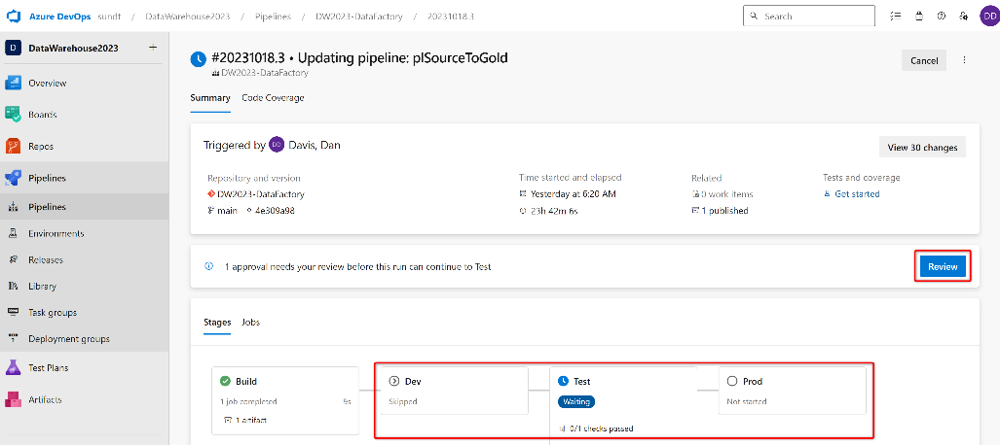 Azure DevOps sundt / DataWarehouse2023 / Pipelines / DW2023-DataFactory / 20231018.3 Search DD
D DataWarehouse2023 +
Overview
Boards
Repos
Pipelines
Pipelines
Environments
Releases
Library
Task groups
Deployment groups
Test Plans
Artifacts
#20231018.3 • Updating pipeline: plSourceToGold
DW2023-DataFactory
Cancel
Summary Code Coverage
Triggered by DD Davis, Dan
View 30 changes
Repository and version Time started and elapsed Related Tests and coverage
DW2023-DataFactory Yesterday at 6:20 AM 0 work items Get started
main 4e309a98 23h 42m 6s 1 published
1 approval needs your review before this run can continue to Test Review
Stages Jobs
Build Dev Test Prod
1 job completed 9s Skipped Waiting Not started
1 artifact
0/1 checks passed